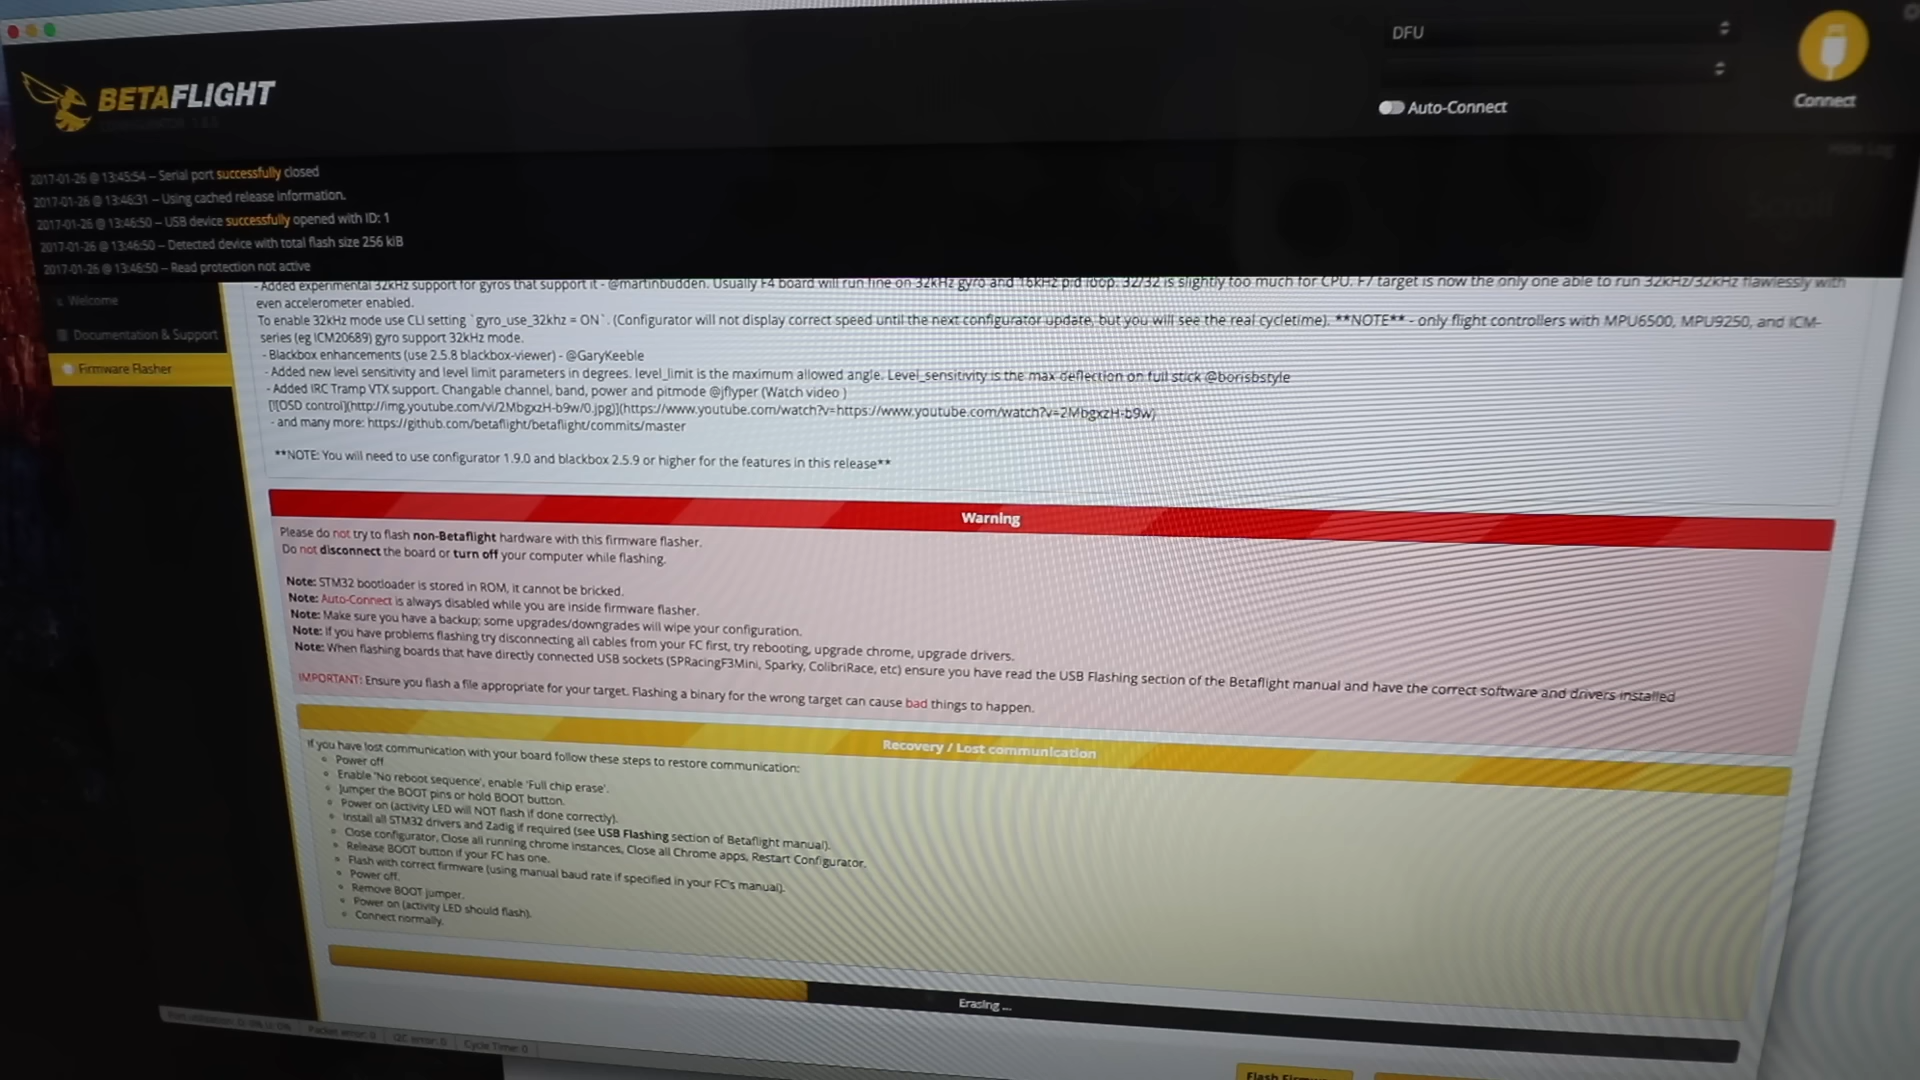 BETAFLIGHT
DFU
Auto-Connect
Connect
Hide Log
2017-01-26 @ 13:45:54 – Serial port successfully closed
2017-01-26 @ 13:46:31 – Using cached release information.
2017-01-26 @ 13:46:50 – USB device successfully opened with ID: 1
2017-01-26 @ 13:46:50 – Detected device with total flash size 256 kiB
2017-01-26 @ 13:46:50 – Read protection not active
Scroll
Welcome
Documentation & Support
Firmware Flasher
- Added experimental 32kHz support for gyros that support it - @martinbudden. Usually F4 board will run fine on 32kHz gyro and 16kHz pid loop. 32/32 is slightly too much for CPU. F7 target is now the only one able to run 32kHz/32kHz flawlessly with
even accelerometer enabled.
To enable 32kHz mode use CLI setting `gyro_use_32khz = ON`. (Configurator will not display correct speed until the next configurator update, but you will see the real cycletime). **NOTE** - only flight controllers with MPU6500, MPU9250, and ICM-
series (eg ICM20689) gyro support 32kHz mode.
- Blackbox enhancements (use 2.5.8 blackbox-viewer) - @GaryKeeble
- Added new level sensitivity and level limit parameters in degrees. level_limit is the maximum allowed angle. Level_sensitivity is the max deflection on full stick @borisbstyle
- Added IRC Tramp VTX support. Changable channel, band, power and pitmode @jflyper (Watch video )
[![OSD control](http://img.youtube.com/vi/2MbgxzH-b9w/0.jpg)](https://www.youtube.com/watch?v=https://www.youtube.com/watch?v=2MbgxzH-b9w)
- and many more: https://github.com/betaflight/betaflight/commits/master
**NOTE: You will need to use configurator 1.9.0 and blackbox 2.5.9 or higher for the features in this release**
Warning
Please do not try to flash non-Betaflight hardware with this firmware flasher.
Do not disconnect the board or turn off your computer while flashing.
Note: STM32 bootloader is stored in ROM, it cannot be bricked.
Note: Auto-Connect is always disabled while you are inside firmware flasher.
Note: Make sure you have a backup; some upgrades/downgrades will wipe your configuration.
Note: If you have problems flashing try disconnecting all cables from your FC first, try rebooting, upgrade chrome, upgrade drivers.
Note: When flashing boards that have directly connected USB sockets (SPRacingF3Mini, Sparky, ColibriRace, etc) ensure you have read the USB Flashing section of the Betaflight manual and have the correct software and drivers installed
IMPORTANT: Ensure you flash a file appropriate for your target. Flashing a binary for the wrong target can cause bad things to happen.
Recovery / Lost communication
If you have lost communication with your board follow these steps to restore communication:
Power off
Enable 'No reboot sequence', enable 'Full chip erase'.
Jumper the BOOT pins or hold BOOT button.
Power on (activity LED will NOT flash if done correctly).
Install all STM32 drivers and Zadig if required (see USB Flashing section of Betaflight manual).
Close configurator, Close all running chrome instances, Close all Chrome apps, Restart Configurator.
Release BOOT button if your FC has one.
Flash with correct firmware (using manual baud rate if specified in your FC's manual).
Power off.
Remove BOOT jumper.
Power on (activity LED should flash).
Connect normally.
Erasing ...
Packet error: 0
I2C error: 0
Cycle Time: 0
Flash